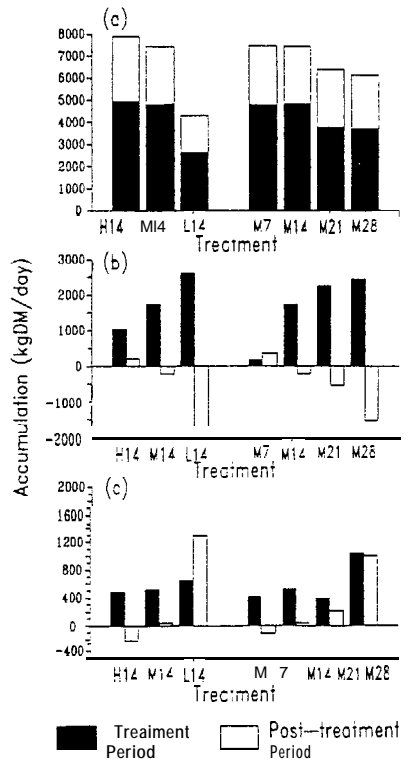 (a)
8000
7000
6000
5000
4000
3000
2000
1000
0
H14 M14 L14 M7 M14 M21 M28
Treatment
Accumulation (kgDM/day)
(b)
3000
2000
1000
0
-1000
-2000
H14 M14 L14 M7 M14 M21 M28
Treatment
(c)
2000
1600
1200
800
400
0
-400
H14 M14 L14 M 7 M14 M21 M28
Treatment
Treaiment Period
Post-treatment Period